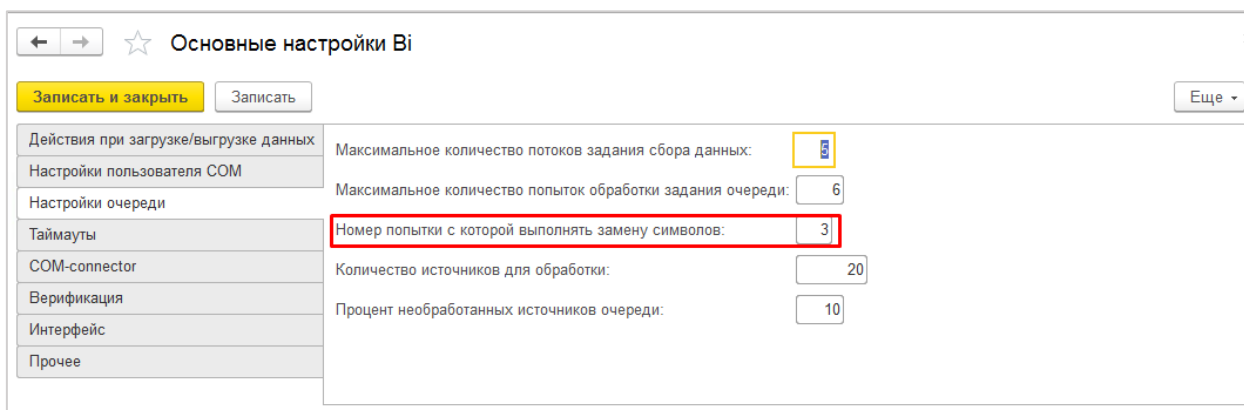 Основные настройки Bi
Записать и закрыть Записать Еще
Действия при загрузке/выгрузке данных
Настройки пользователя COM
Настройки очереди
Таймауты
COM-connector
Верификация
Интерфейс
Прочее
Максимальное количество потоков задания сбора данных: 5
Максимальное количество попыток обработки задания очереди: 6
Номер попытки с которой выполнять замену символов: 3
Количество источников для обработки: 20
Процент необработанных источников очереди: 10